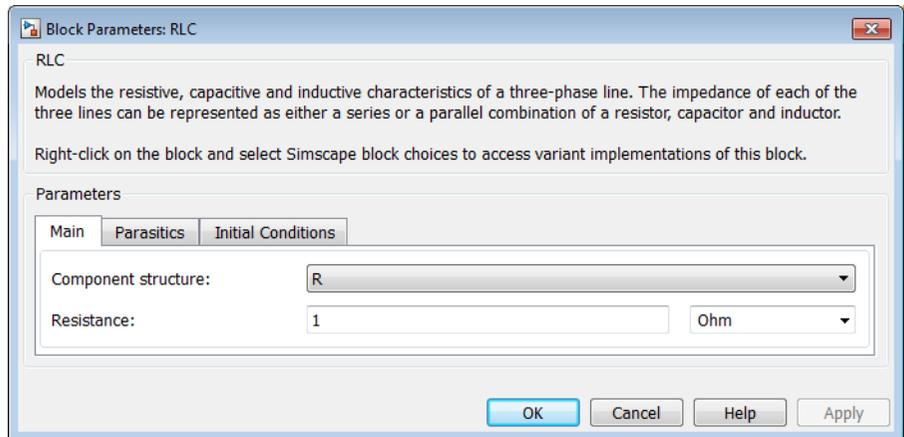 Block Parameters: RLC
RLC
Models the resistive, capacitive and inductive characteristics of a three-phase line. The impedance of each of the
three lines can be represented as either a series or a parallel combination of a resistor, capacitor and inductor.
Right-click on the block and select Simscape block choices to access variant implementations of this block.
Parameters
Main Parasitics Initial Conditions
Component structure: R
Resistance: 1 Ohm
OK Cancel Help Apply